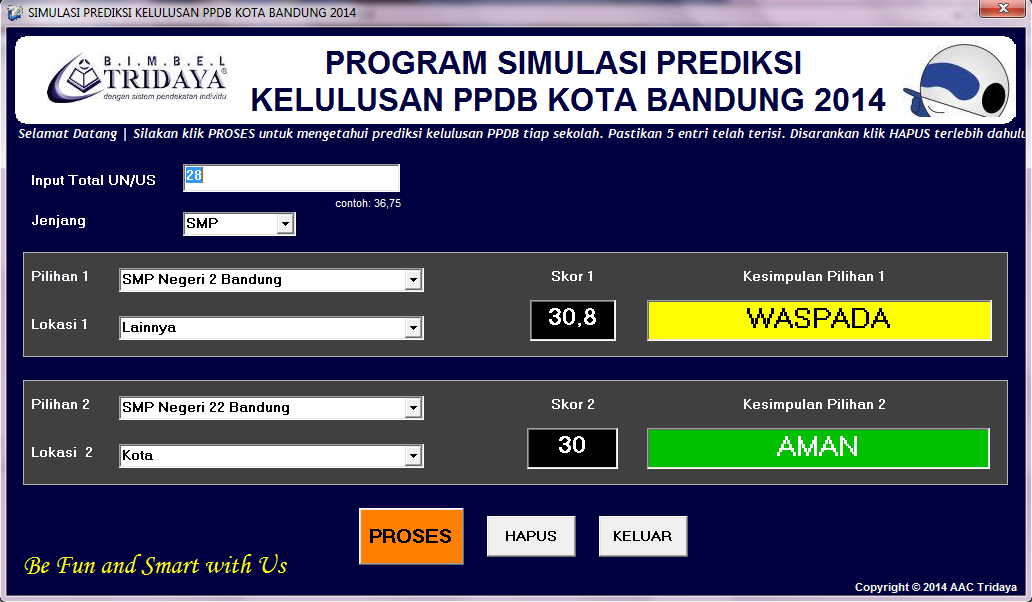 SIMULASI PREDIKSI KELULUSAN PPDB KOTA BANDUNG 2014
B.I.M.B.E.L
TRIDAYA®
dengan sistem pendekatan individu
PROGRAM SIMULASI PREDIKSI
KELULUSAN PPDB KOTA BANDUNG 2014
Selamat Datang | Silakan klik PROSES untuk mengetahui prediksi kelulusan PPDB tiap sekolah. Pastikan 5 entri telah terisi. Disarankan klik HAPUS terlebih dahulu
Input Total UN/US
28
contoh: 36,75
Jenjang
SMP
Pilihan 1
SMP Negeri 2 Bandung
Skor 1
Kesimpulan Pilihan 1
Lokasi 1
Lainnya
30,8
WASPADA
Pilihan 2
SMP Negeri 22 Bandung
Skor 2
Kesimpulan Pilihan 2
Lokasi 2
Kota
30
AMAN
PROSES
HAPUS
KELUAR
Be Fun and Smart with Us
Copyright © 2014 AAC Tridaya